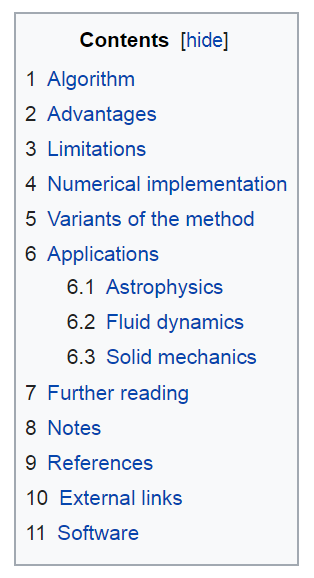 Contents [hide]
1 Algorithm
2 Advantages
3 Limitations
4 Numerical implementation
5 Variants of the method
6 Applications
6.1 Astrophysics
6.2 Fluid dynamics
6.3 Solid mechanics
7 Further reading
8 Notes
9 References
10 External links
11 Software